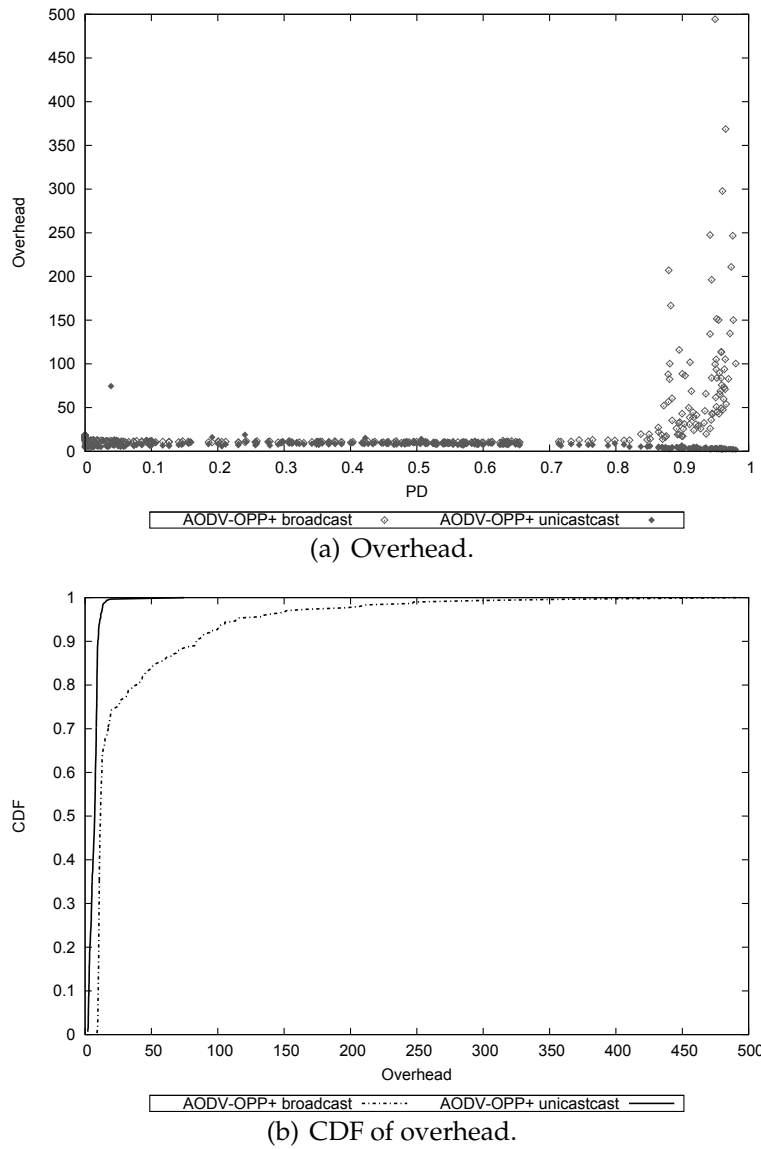 500
450
400
350
300
250
200
150
100
50
0
Overhead
0 0.1 0.2 0.3 0.4 0.5 0.6 0.7 0.8 0.9 1
PD
AODV-OPP+ broadcast AODV-OPP+ unicastcast
(a) Overhead.
1
0.9
0.8
0.7
0.6
0.5
0.4
0.3
0.2
0.1
0
CDF
0 50 100 150 200 250 300 350 400 450 500
Overhead
AODV-OPP+ broadcast AODV-OPP+ unicastcast
(b) CDF of overhead.